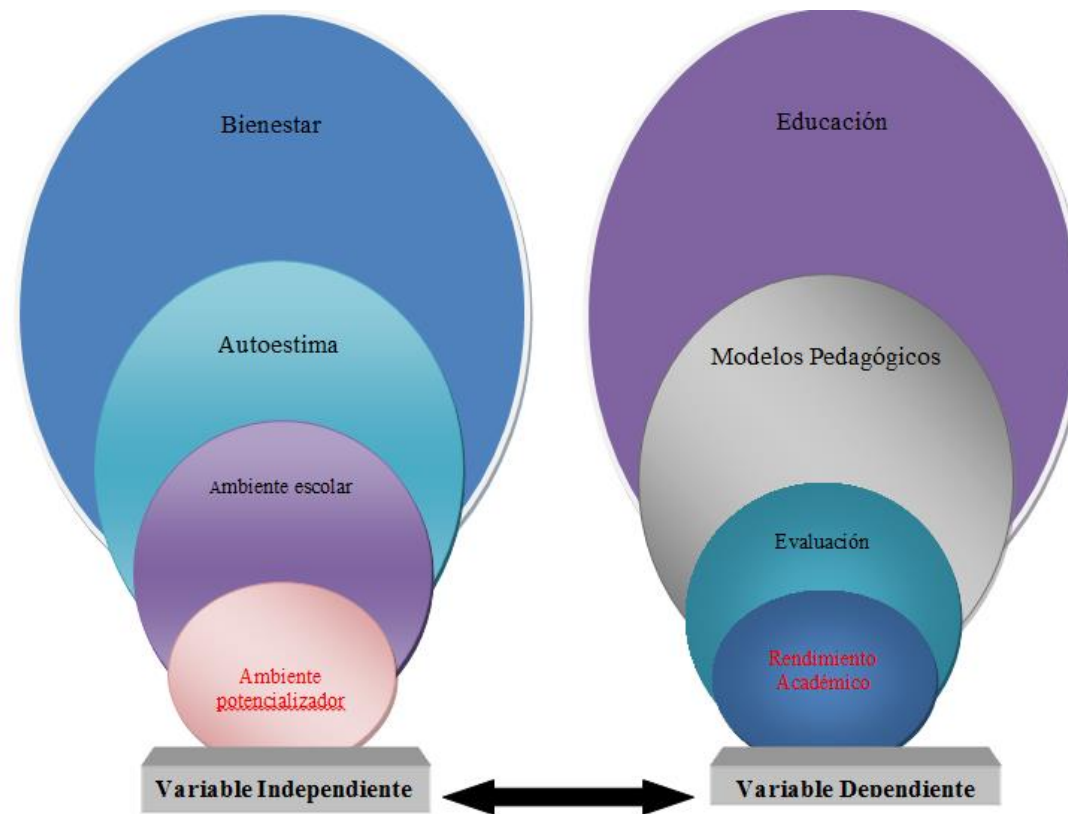 Bienestar
Autoestima
Ambiente escolar
Ambiente
potencializador
Variable Independiente
Educación
Modelos Pedagógicos
Evaluación
Rendimiento
Académico
Variable Dependiente